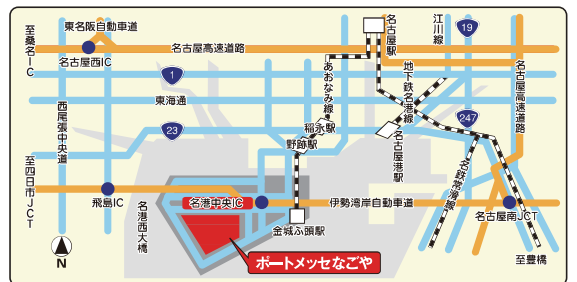 東名阪自動車道
至桑名IC
名古屋西IC
名古屋高速道路
名古屋駅
江川線
19
1
あおなみ線
地下鉄名港線
名古屋高速道路
東海通
西尾張中央道
23
稲永駅
野跡駅
名古屋港駅
247
名鉄常滑線
至四日市JCT
飛島IC
名港中央IC
伊勢湾岸自動車道
名古屋南JCT
名港西大橋
金城ふ頭駅
N
ポートメッセなごや
至豊橋